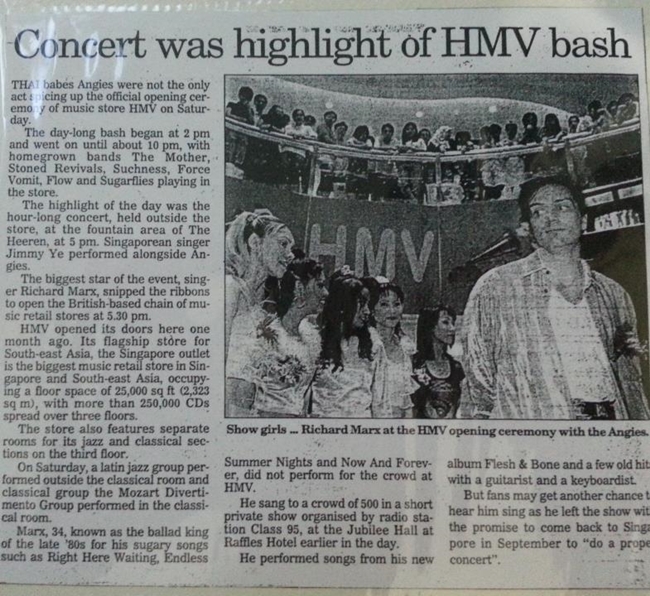 Concert was highlight of HMV bash
THAI babes Angies were not the only
act spicing up the official opening cer-
emony of music store HMV on Satur-
day.
The day-long bash began at 2 pm
and went on until about 10 pm, with
homegrown bands The Mother,
Stoned Revivals, Suchness, Force
Vomit, Flow and Sugarflies playing in
the store.
The highlight of the day was the
hour-long concert, held outside the
store, at the fountain area of The
Heeren, at 5 pm. Singaporean singer
Jimmy Ye performed alongside An-
gies.
The biggest star of the event, sing-
er Richard Marx, snipped the ribbons
to open the British-based chain of mu-
sic retail stores at 5.30 pm.
HMV opened its doors here one
month ago. Its flagship store for
South-east Asia, the Singapore outlet
is the biggest music retail store in Sin-
gapore and South-east Asia, occupy-
ing a floor space of 25,000 sq ft (2,323
sq m), with more than 250,000 CDs
spread over three floors.
The store also features separate
rooms for its jazz and classical sec-
tions on the third floor.
On Saturday, a latin jazz group per-
formed outside the classical room and
classical group the Mozart Diverti-
mento Group performed in the classi-
cal room.
Marx, 34, known as the ballad king
of the late '80s for his sugary songs
such as Right Here Waiting, Endless
HMV
Show girls ... Richard Marx at the HMV opening ceremony with the Angies.
Summer Nights and Now And Forev-
er, did not perform for the crowd at
HMV.
He sang to a crowd of 500 in a short
private show organised by radio sta-
tion Class 95, at the Jubilee Hall at
Raffles Hotel earlier in the day.
He performed songs from his new
album Flesh & Bone and a few old hit
with a guitarist and a keyboardist.
But fans may get another chance t
hear him sing as he left the show wit
the promise to come back to Singa
pore in September to "do a prope
concert".